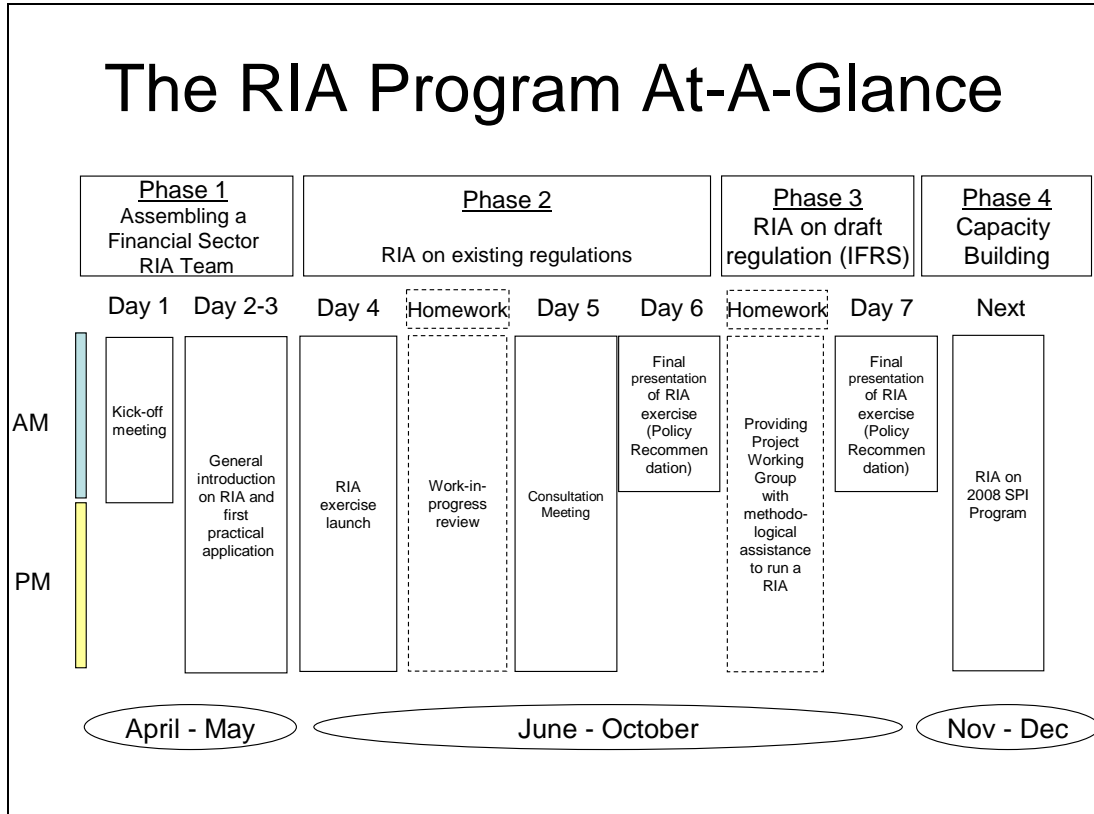 The RIA Program At-A-Glance
Phase 1
Assembling a
Financial Sector
RIA Team
Phase 2
RIA on existing regulations
Phase 3
RIA on draft
regulation (IFRS)
Phase 4
Capacity
Building
Day 1
Day 2-3
Day 4
Homework
Day 5
Day 6
Homework
Day 7
Next
AM
PM
Kick-off
meeting
General
introduction
on RIA and
first
practical
application
RIA
exercise
launch
Work-in-
progress
review
Consultation
Meeting
Final
presentation
of RIA
exercise
(Policy
Recommen
dation)
Providing
Project
Working
Group
with
methodo-
logical
assistance
to run a
RIA
Final
presentation
of RIA
exercise
(Policy
Recommen
dation)
RIA on
2008 SPI
Program
April - May
June - October
Nov - Dec